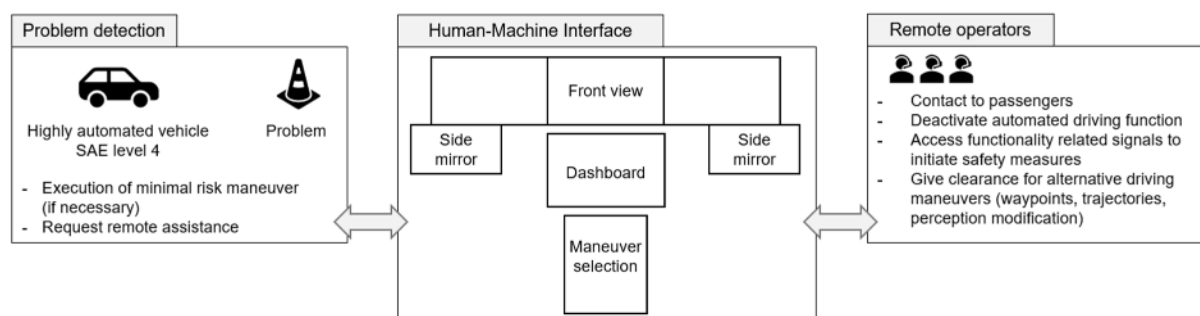 Problem detection
Highly automated vehicle
SAE level 4
Problem
- Execution of minimal risk maneuver
(if necessary)
- Request remote assistance
Human-Machine Interface
Front view
Side
mirror
Dashboard
Side
mirror
Maneuver
selection
Remote operators
- Contact to passengers
- Deactivate automated driving function
- Access functionality related signals to
initiate safety measures
- Give clearance for alternative driving
maneuvers (waypoints, trajectories,
perception modification)